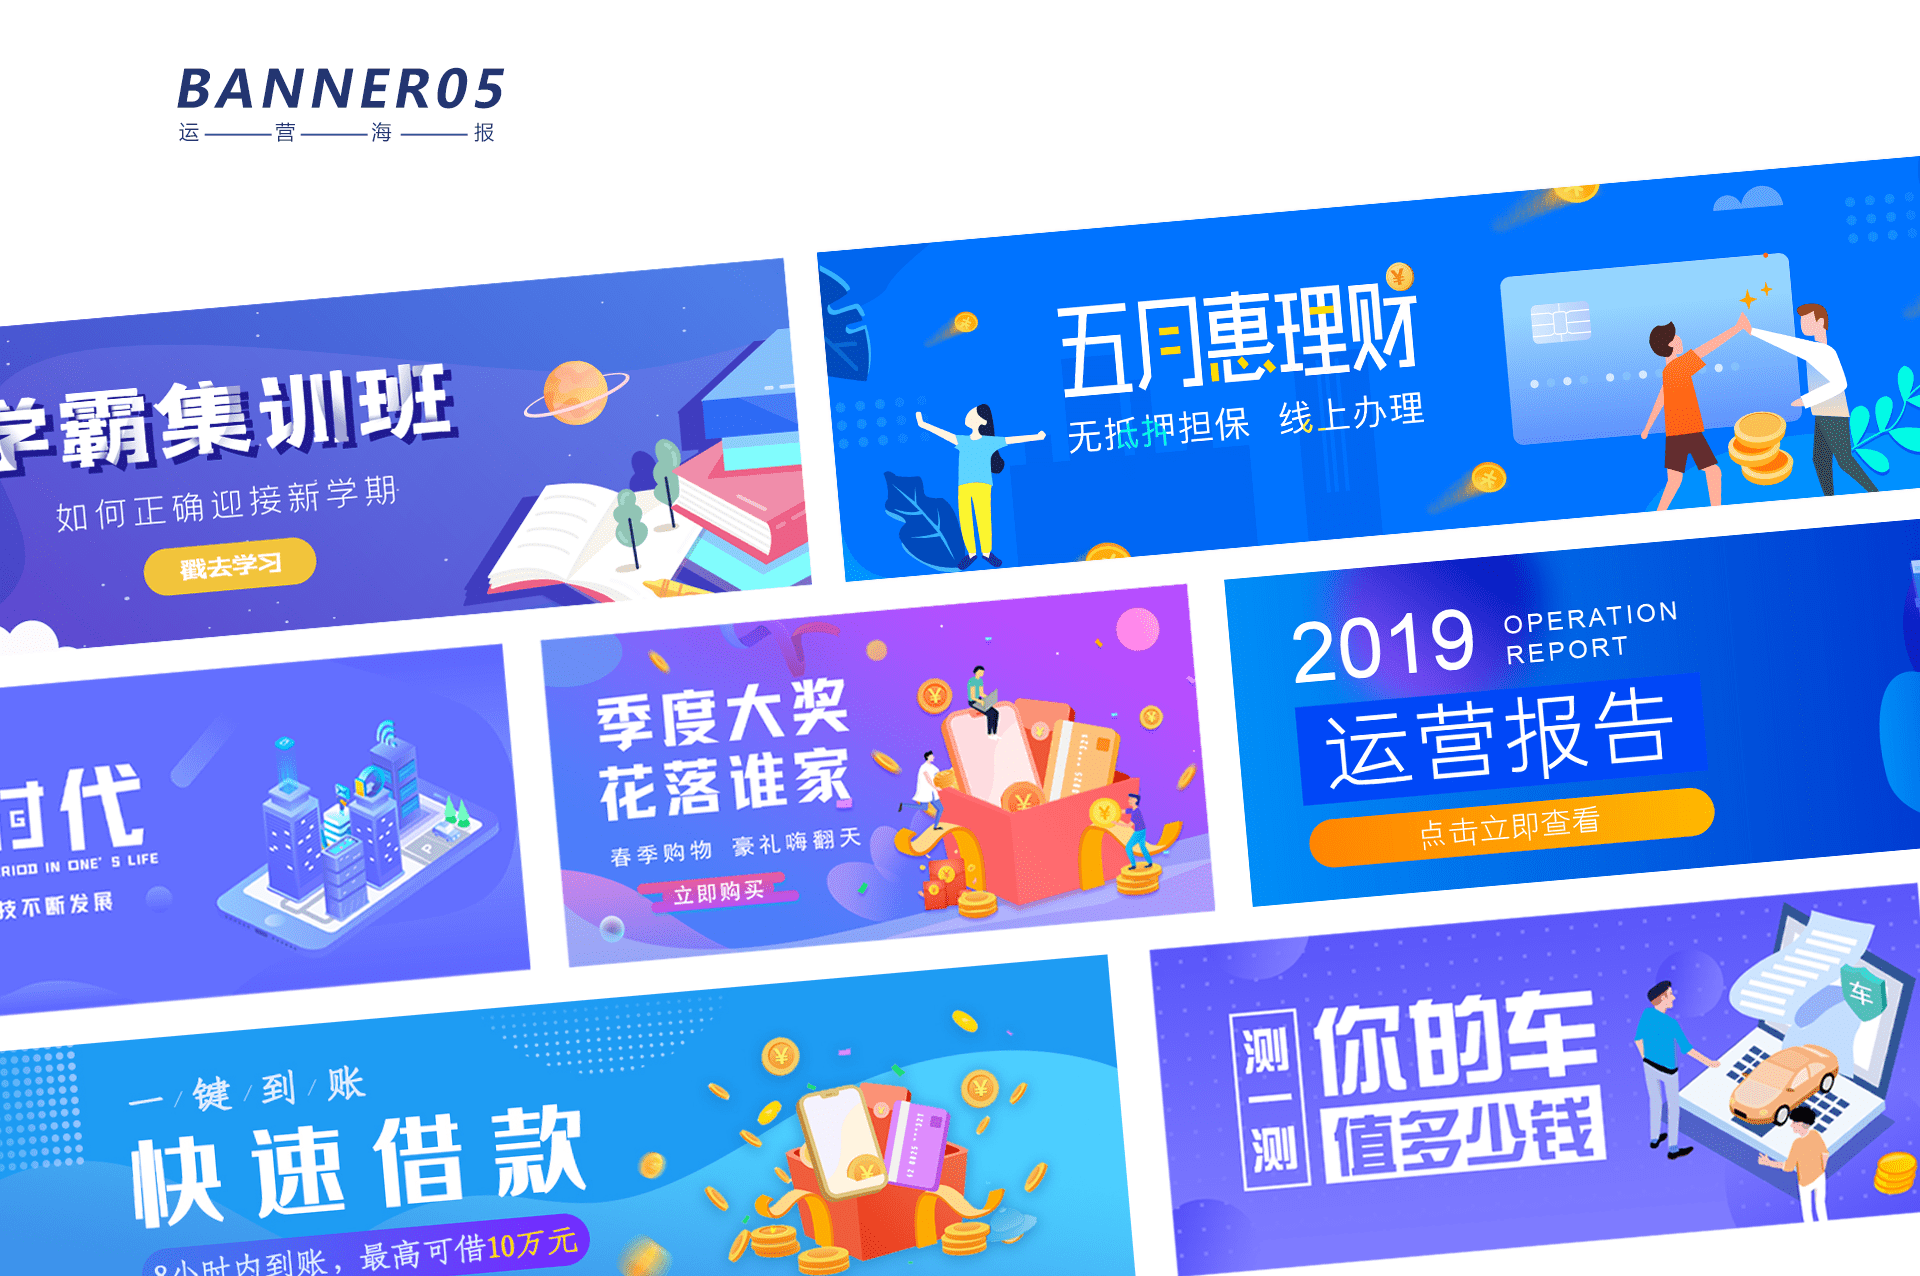 BANNER05
运营海报
学霸集训班
如何正确迎接新学期
戳去学习
五月惠理财
无抵押担保 线上办理
时代
RIOD IN ONE'S LIFE
技不断发展
季度大奖
花落谁家
春季购物 豪礼嗨翻天
立即购买
2019 OPERATION
REPORT
运营报告
点击立即查看
一/键/到/账
快速借款
8小时内到账，最高可借10万元
测一测
你的车
值多少钱
车